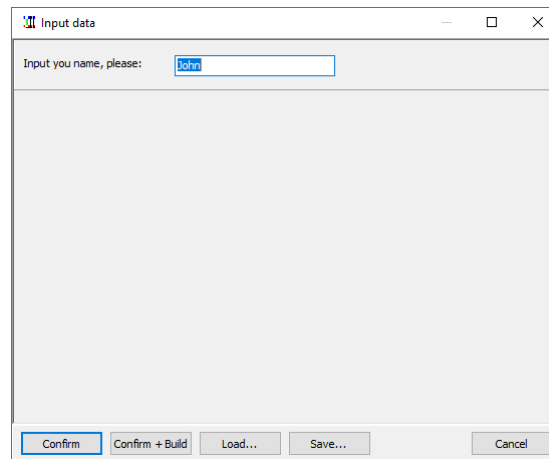 Input data
Input you name, please: John
Confirm Confirm + Build Load... Save... Cancel